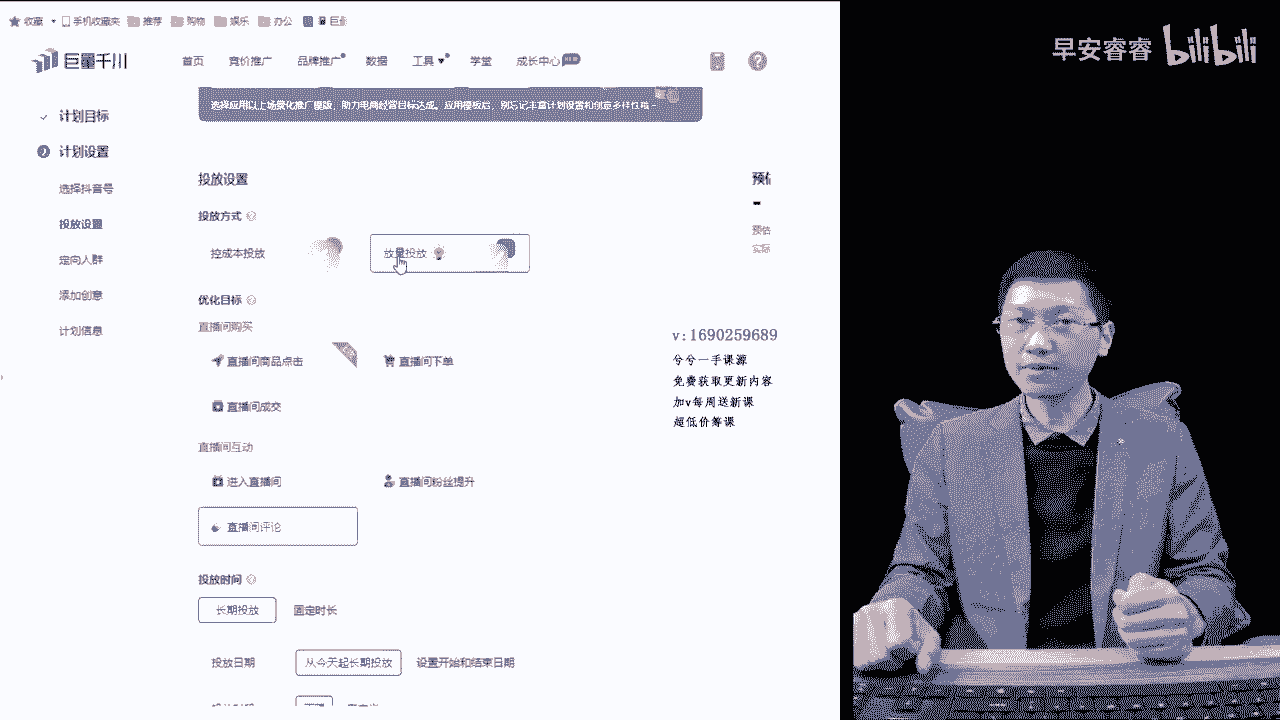 收藏 手机收藏夹 推荐 购物 娱乐 办公
巨量千川 首页 竞价推广 品牌推广 数据 工具 学堂 成长中心
早安睿睿 bilibili
计划目标
计划设置
选择抖音号
投放设置
定向人群
添加创意
计划信息
选择应用以上场景化推广模版，助力电商经营目标达成。应用模板后，别忘记丰富计划设置和创意多样性哦~
投放设置
投放方式
控成本投放 放量投放
优化目标
直播间购买
直播间商品点击 直播间下单
直播间成交
直播间互动
进入直播间 直播间粉丝提升
直播间评论
投放时间
长期投放 固定时长
投放日期 从今天起长期投放 设置开始和结束日期
预估
实际
v:1690259689
兮兮一手课源
免费获取更新内容
加v每周送新课
超低价筹课